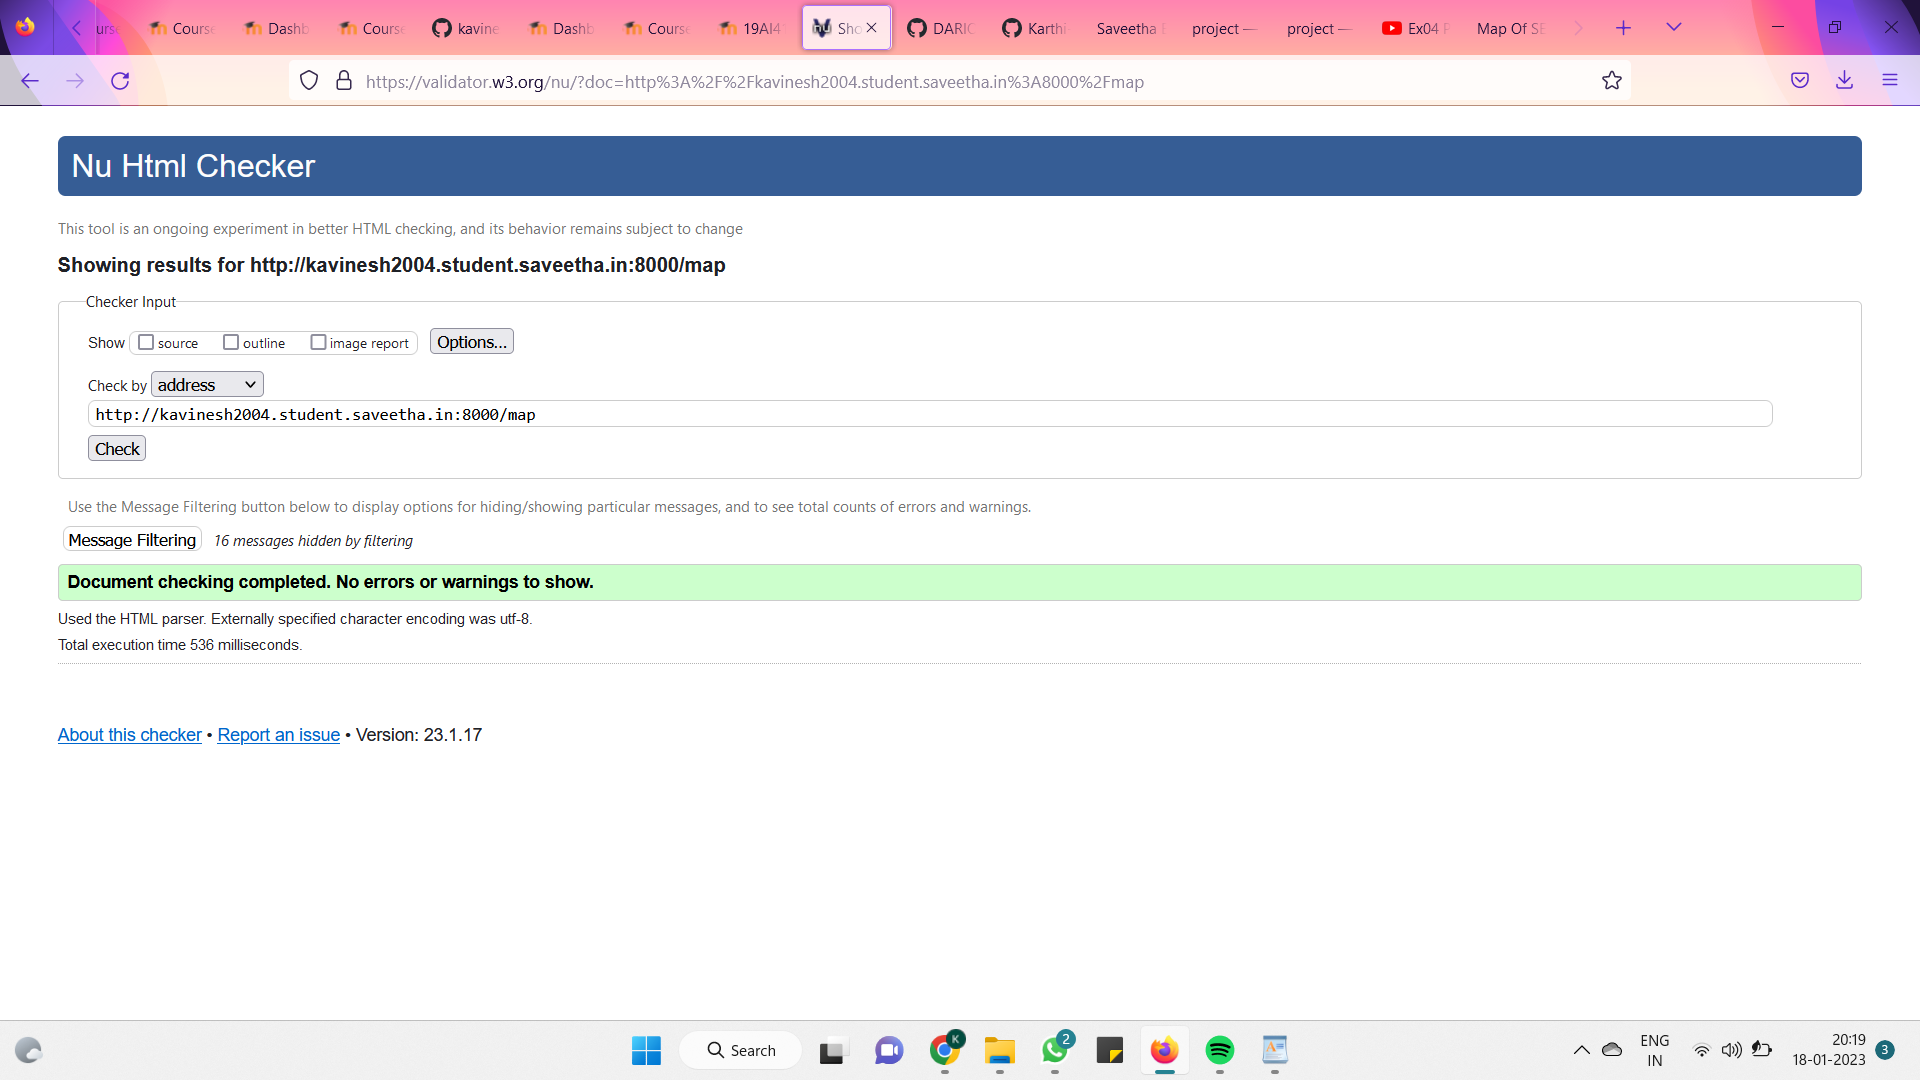 urse
Course
Dashb
Course
kavine
Dashb
Course
19AI4
Sho
DARIO
Karthi
Saveetha E
project —
project —
Ex04 P
Map Of SE
https://validator.w3.org/nu/?doc=http%3A%2F%2Fkavinesh2004.student.saveetha.in%3A8000%2Fmap
Nu Html Checker
This tool is an ongoing experiment in better HTML checking, and its behavior remains subject to change
Showing results for http://kavinesh2004.student.saveetha.in:8000/map
Checker Input
Show source outline image report Options...
Check by address
http://kavinesh2004.student.saveetha.in:8000/map
Check
Use the Message Filtering button below to display options for hiding/showing particular messages, and to see total counts of errors and warnings.
Message Filtering 16 messages hidden by filtering
Document checking completed. No errors or warnings to show.
Used the HTML parser. Externally specified character encoding was utf-8.
Total execution time 536 milliseconds.
About this checker • Report an issue • Version: 23.1.17
Search
K
2
ENG
IN
20:19
18-01-2023
3